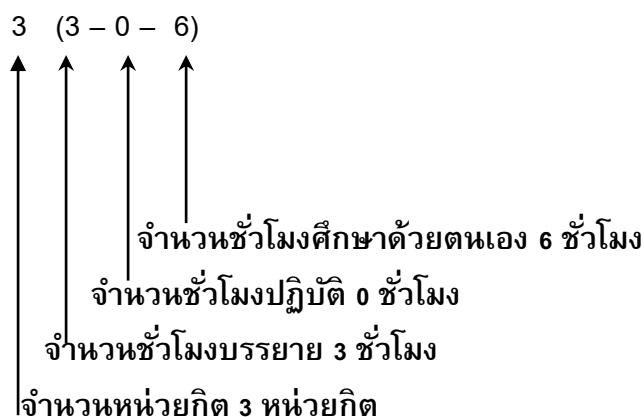 3 (3 – 0 – 6)
จำนวนชั่วโมงศึกษาด้วยตนเอง 6 ชั่วโมง
จำนวนชั่วโมงปฏิบัติ 0 ชั่วโมง
จำนวนชั่วโมงบรรยาย 3 ชั่วโมง
จำนวนหน่วยกิต 3 หน่วยกิต